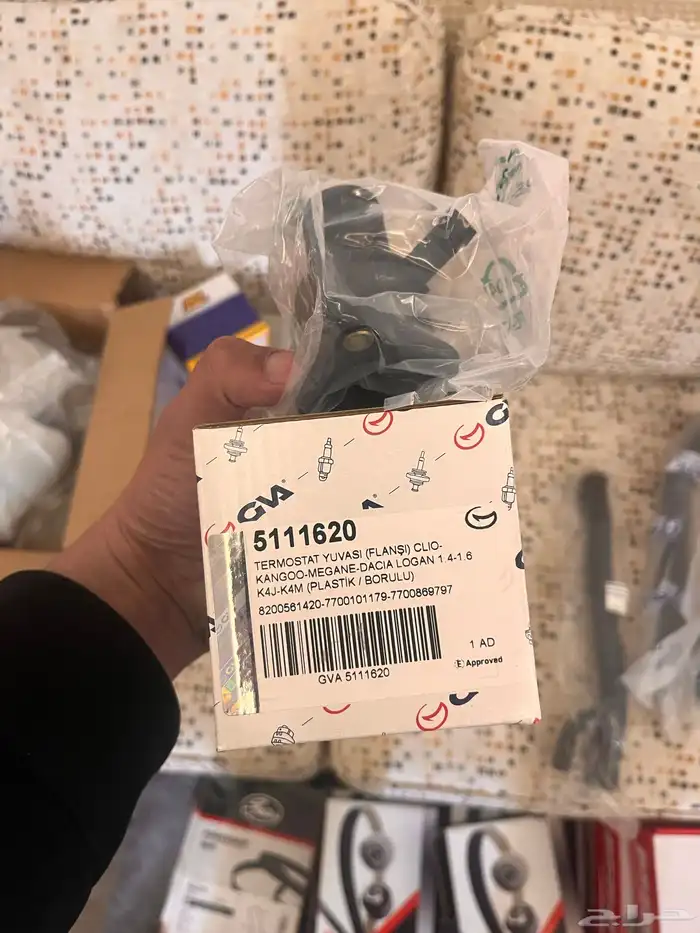 GVA
5111620
TERMOSTAT YUVASI (FLANŞI) CLIO-
KANGOO-MEGANE-DACIA LOGAN 1.4-1.6
K4J-K4M (PLASTİK / BORULU)
8200561420-7700101179-7700869797
1 AD
E Approved
GVA 5111620
GVA
حراج